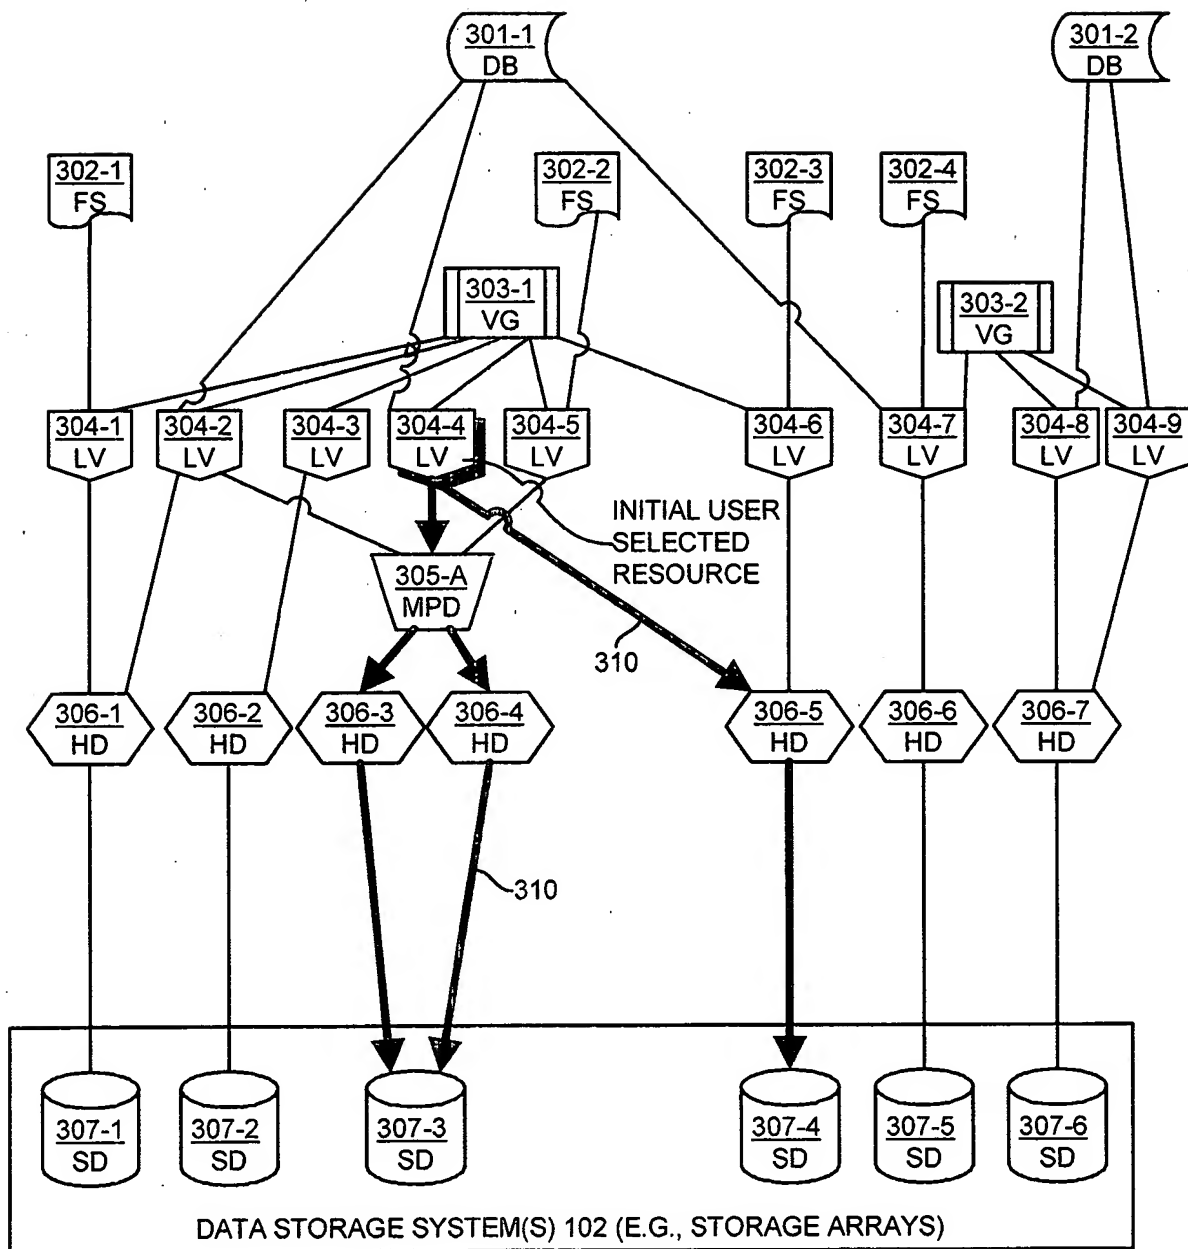 301-1
DB
301-2
DB
302-1
FS
302-2
FS
302-3
FS
302-4
FS
303-1
VG
303-2
VG
304-1
LV
304-2
LV
304-3
LV
304-4
LV
304-5
LV
304-6
LV
304-7
LV
304-8
LV
304-9
LV
INITIAL USER
SELECTED
RESOURCE
305-A
MPD
310
306-1
HD
306-2
HD
306-3
HD
306-4
HD
306-5
HD
306-6
HD
306-7
HD
310
307-1
SD
307-2
SD
307-3
SD
307-4
SD
307-5
SD
307-6
SD
DATA STORAGE SYSTEM(S) 102 (E.G., STORAGE ARRAYS)